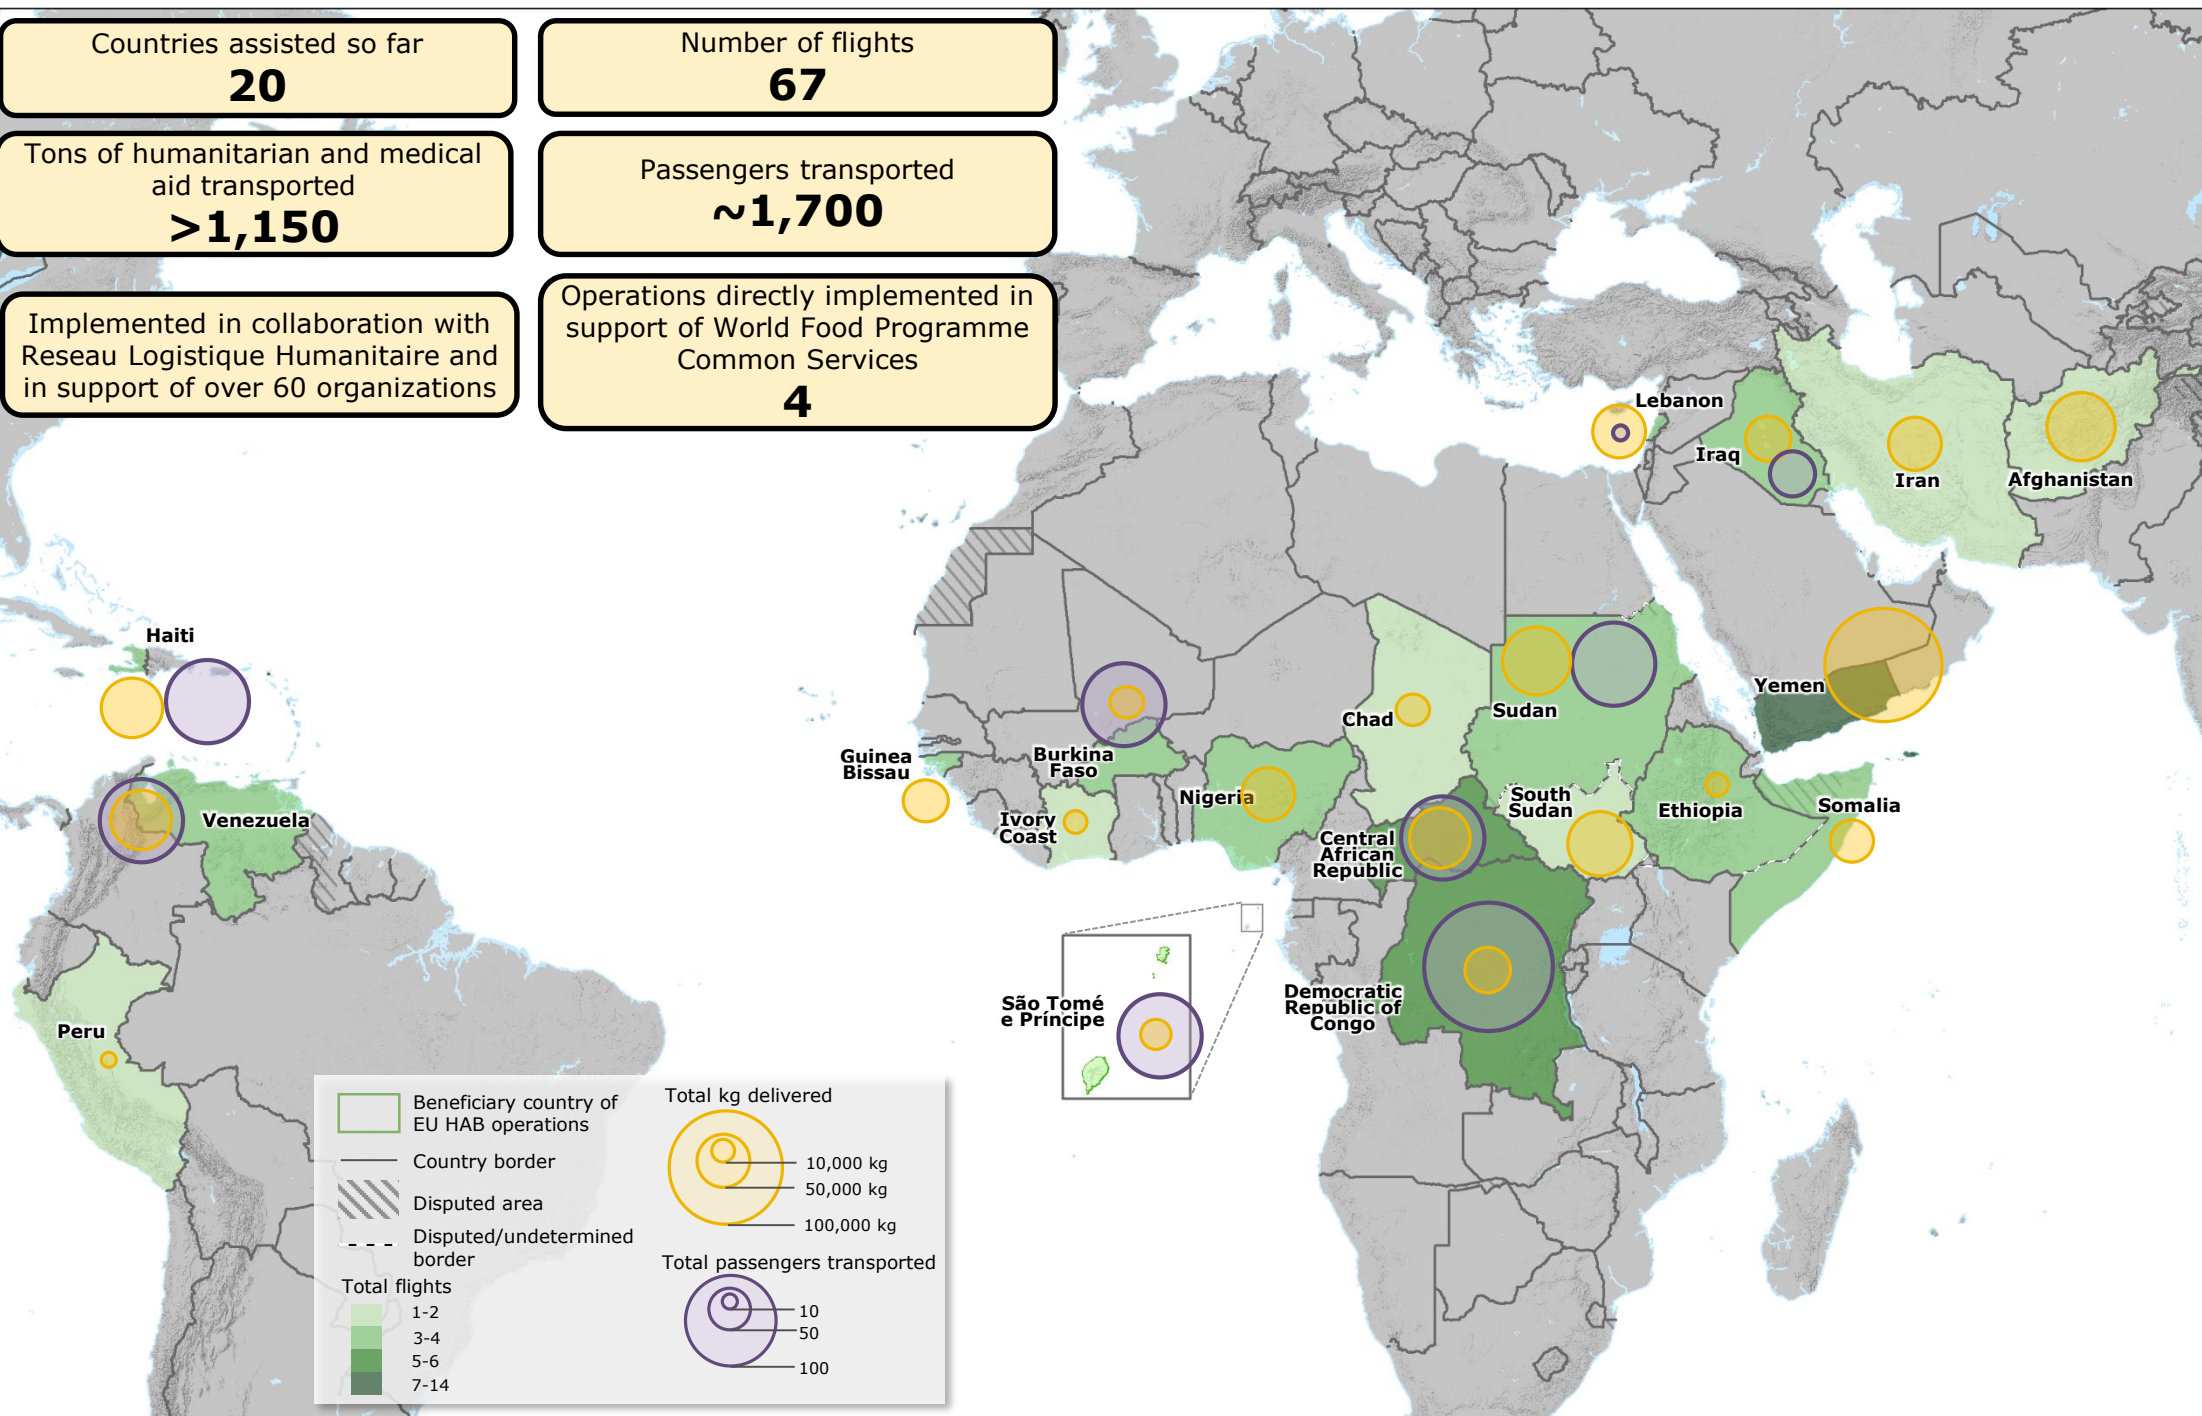 Countries assisted so far
20
Number of flights
67
Tons of humanitarian and medical
aid transported
>1,150
Passengers transported
~1,700
Implemented in collaboration with
Reseau Logistique Humanitaire and
in support of over 60 organizations
Operations directly implemented in
support of World Food Programme
Common Services
4
Lebanon
Iraq
Iran
Afghanistan
Haiti
Yemen
Sudan
Chad
Guinea
Bissau
Burkina
Faso
Nigeria
Ivory
Coast
South
Sudan
Ethiopia
Somalia
Venezuela
Central
African
Republic
Democratic
Republic of
Congo
São Tomé
e Príncipe
Peru
Beneficiary country of
EU HAB operations
Country border
Disputed area
Disputed/undetermined
border
Total flights
1-2
3-4
5-6
7-14
Total kg delivered
10,000 kg
50,000 kg
100,000 kg
Total passengers transported
10
50
100